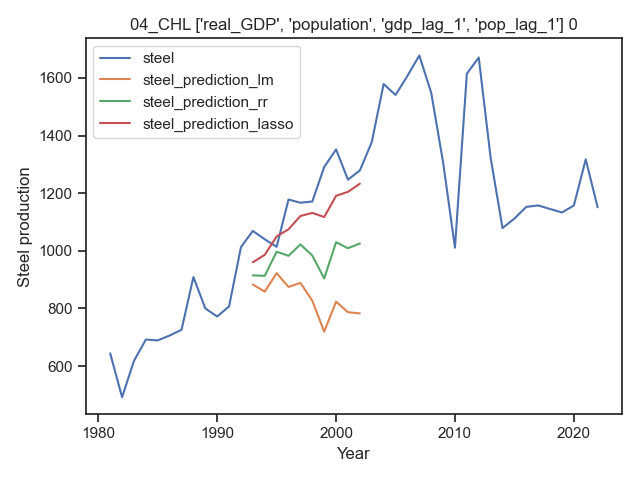 04_CHL ['real_GDP', 'population', 'gdp_lag_1', 'pop_lag_1'] 0
steel
steel_prediction_lm
steel_prediction_rr
steel_prediction_lasso
1600
1400
1200
1000
800
600
Steel production
1980 1990 2000 2010 2020
Year